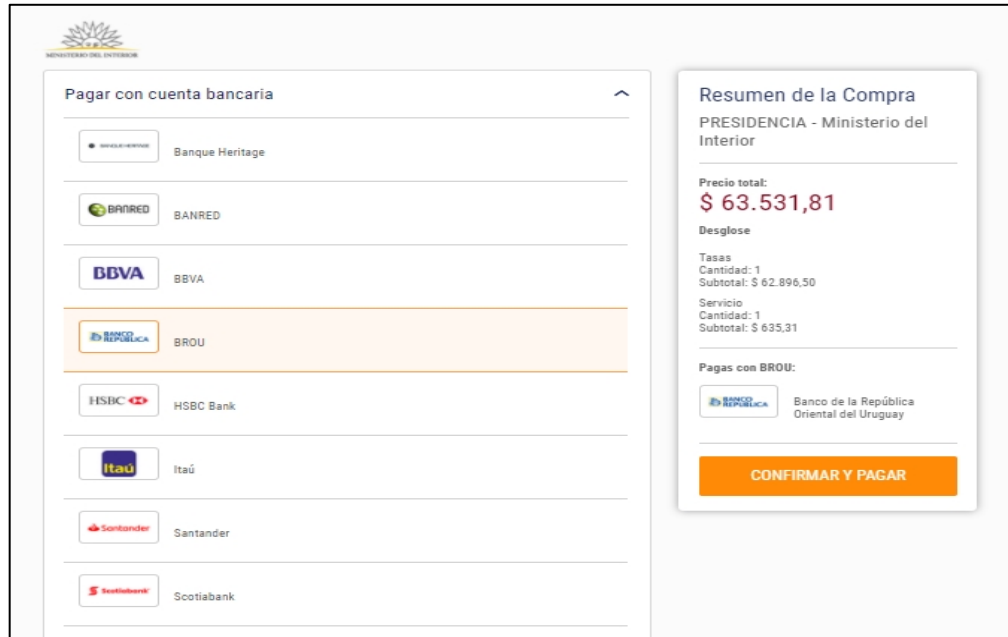 MINISTERIO DEL INTERIOR
Pagar con cuenta bancaria
BANQUE HERITAGE
Banque Heritage
BANRED
BANRED
BBVA
BBVA
BANCO
REPÚBLICA
BROU
HSBC
HSBC Bank
Itaú
Itaú
Santander
Santander
Scotiabank
Scotiabank
Resumen de la Compra
PRESIDENCIA - Ministerio del
Interior
Precio total:
$ 63.531,81
Desglose
Tasas
Cantidad: 1
Subtotal: $ 62.896,50
Servicio
Cantidad: 1
Subtotal: $ 635,31
Pagas con BROU:
BANCO
REPÚBLICA
Banco de la República
Oriental del Uruguay
CONFIRMAR Y PAGAR